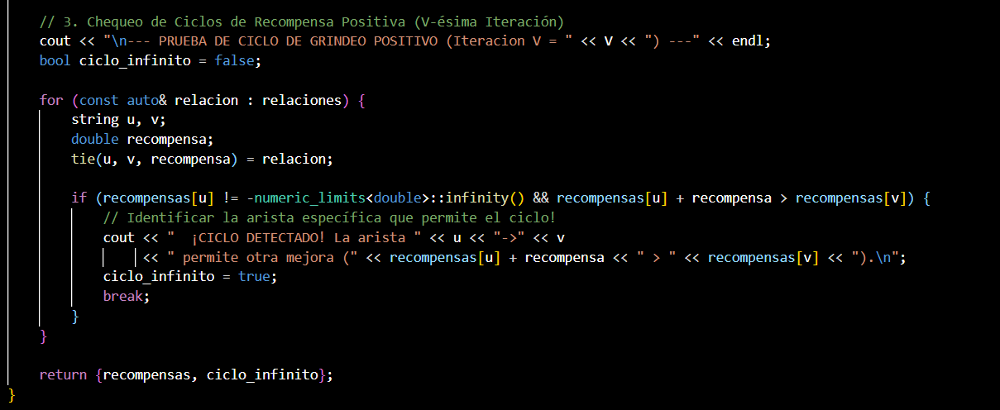 // 3. Chequeo de Ciclos de Recompensa Positiva (V-ésima Iteración)
cout << "\n--- PRUEBA DE CICLO DE GRINDEO POSITIVO (Iteracion V = " << V << ") ---" << endl;
bool ciclo_infinito = false;
for (const auto& relacion : relaciones) {
string u, v;
double recompensa;
tie(u, v, recompensa) = relacion;
if (recompensas[u] != -numeric_limits<double>::infinity() && recompensas[u] + recompensa > recompensas[v]) {
// Identificar la arista específica que permite el ciclo!
cout << "  ¡CICLO DETECTADO! La arista " << u << "->" << v
<< " permite otra mejora (" << recompensas[u] + recompensa << " > " << recompensas[v] << ").\n";
ciclo_infinito = true;
break;
}
}
return {recompensas, ciclo_infinito};
}